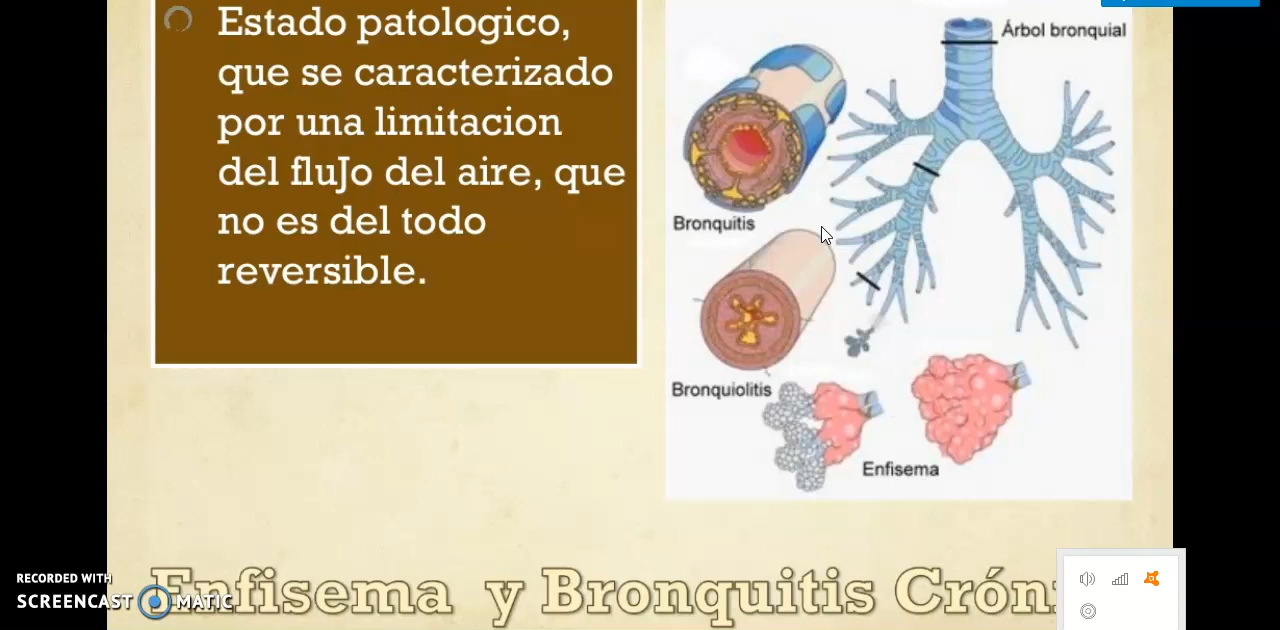 Estado patologico,
que se caracterizado
por una limitacion
del fluJo del aire, que
no es del todo
reversible.
Árbol bronquial
Bronquitis
Bronquiolitis
Enfisema
Enfisema y Bronquitis Cróni
RECORDED WITH
SCREENCAST MATIC